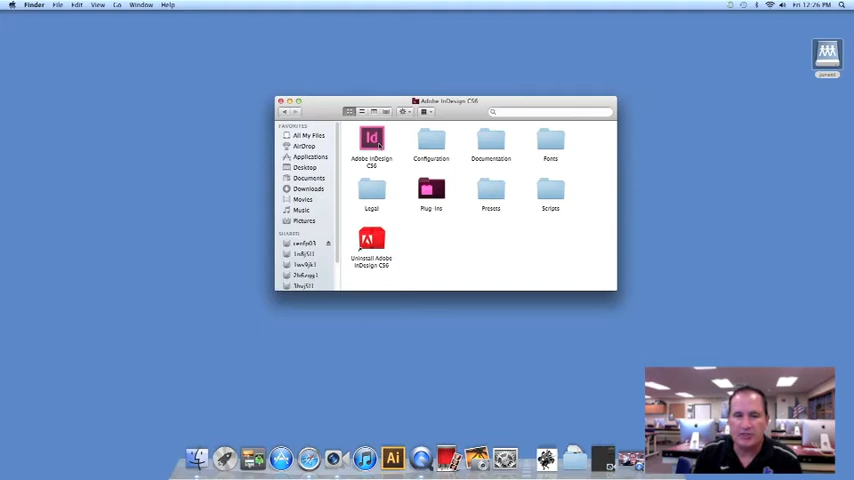 Finder File Edit View Go Window Help
Fri 12:26 PM
Adobe InDesign CS6
FAVORITES
All My Files
AirDrop
Applications
Desktop
Documents
Downloads
Movies
Music
Pictures
SHARED
Id
Adobe InDesign CS6
Configuration
Documentation
Fonts
Legal
Plug-Ins
Presets
Scripts
Uninstall Adobe
InDesign CS6
Ai